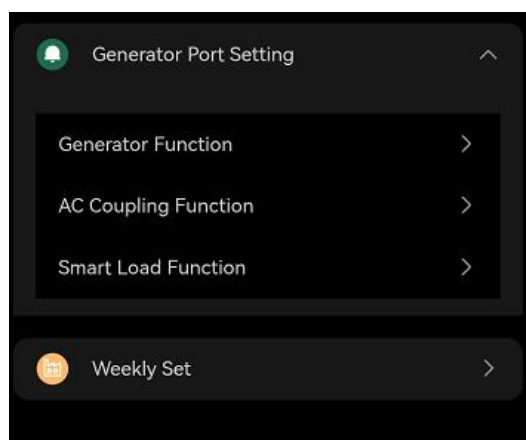 Generator Port Setting
Generator Function
AC Coupling Function
Smart Load Function
Weekly Set